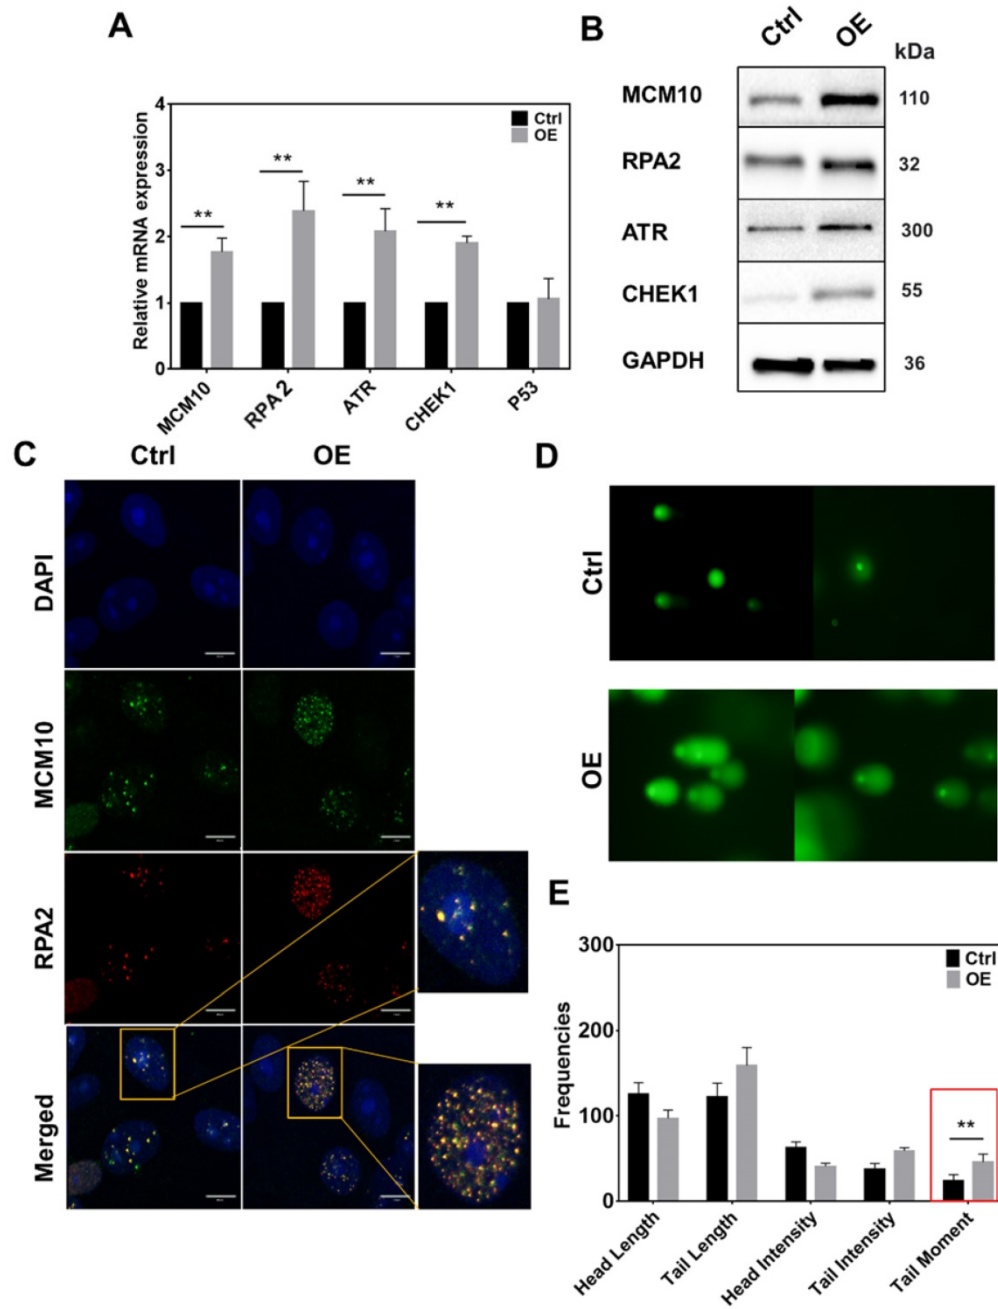 A
Relative mRNA expression
4
3
2
1
0
Ctrl
OE
**
**
**
**
MCM10
RPA 2
ATR
CHEK1
P53
B
Ctrl
OE
kDa
MCM10
110
RPA2
32
ATR
300
CHEK1
55
GAPDH
36
C
Ctrl
OE
DAPI
MCM10
RPA2
Merged
D
Ctrl
OE
E
Frequencies
300
200
100
0
Ctrl
OE
**
Head Length
Tail Length
Head Intensity
Tail Intensity
Tail Moment